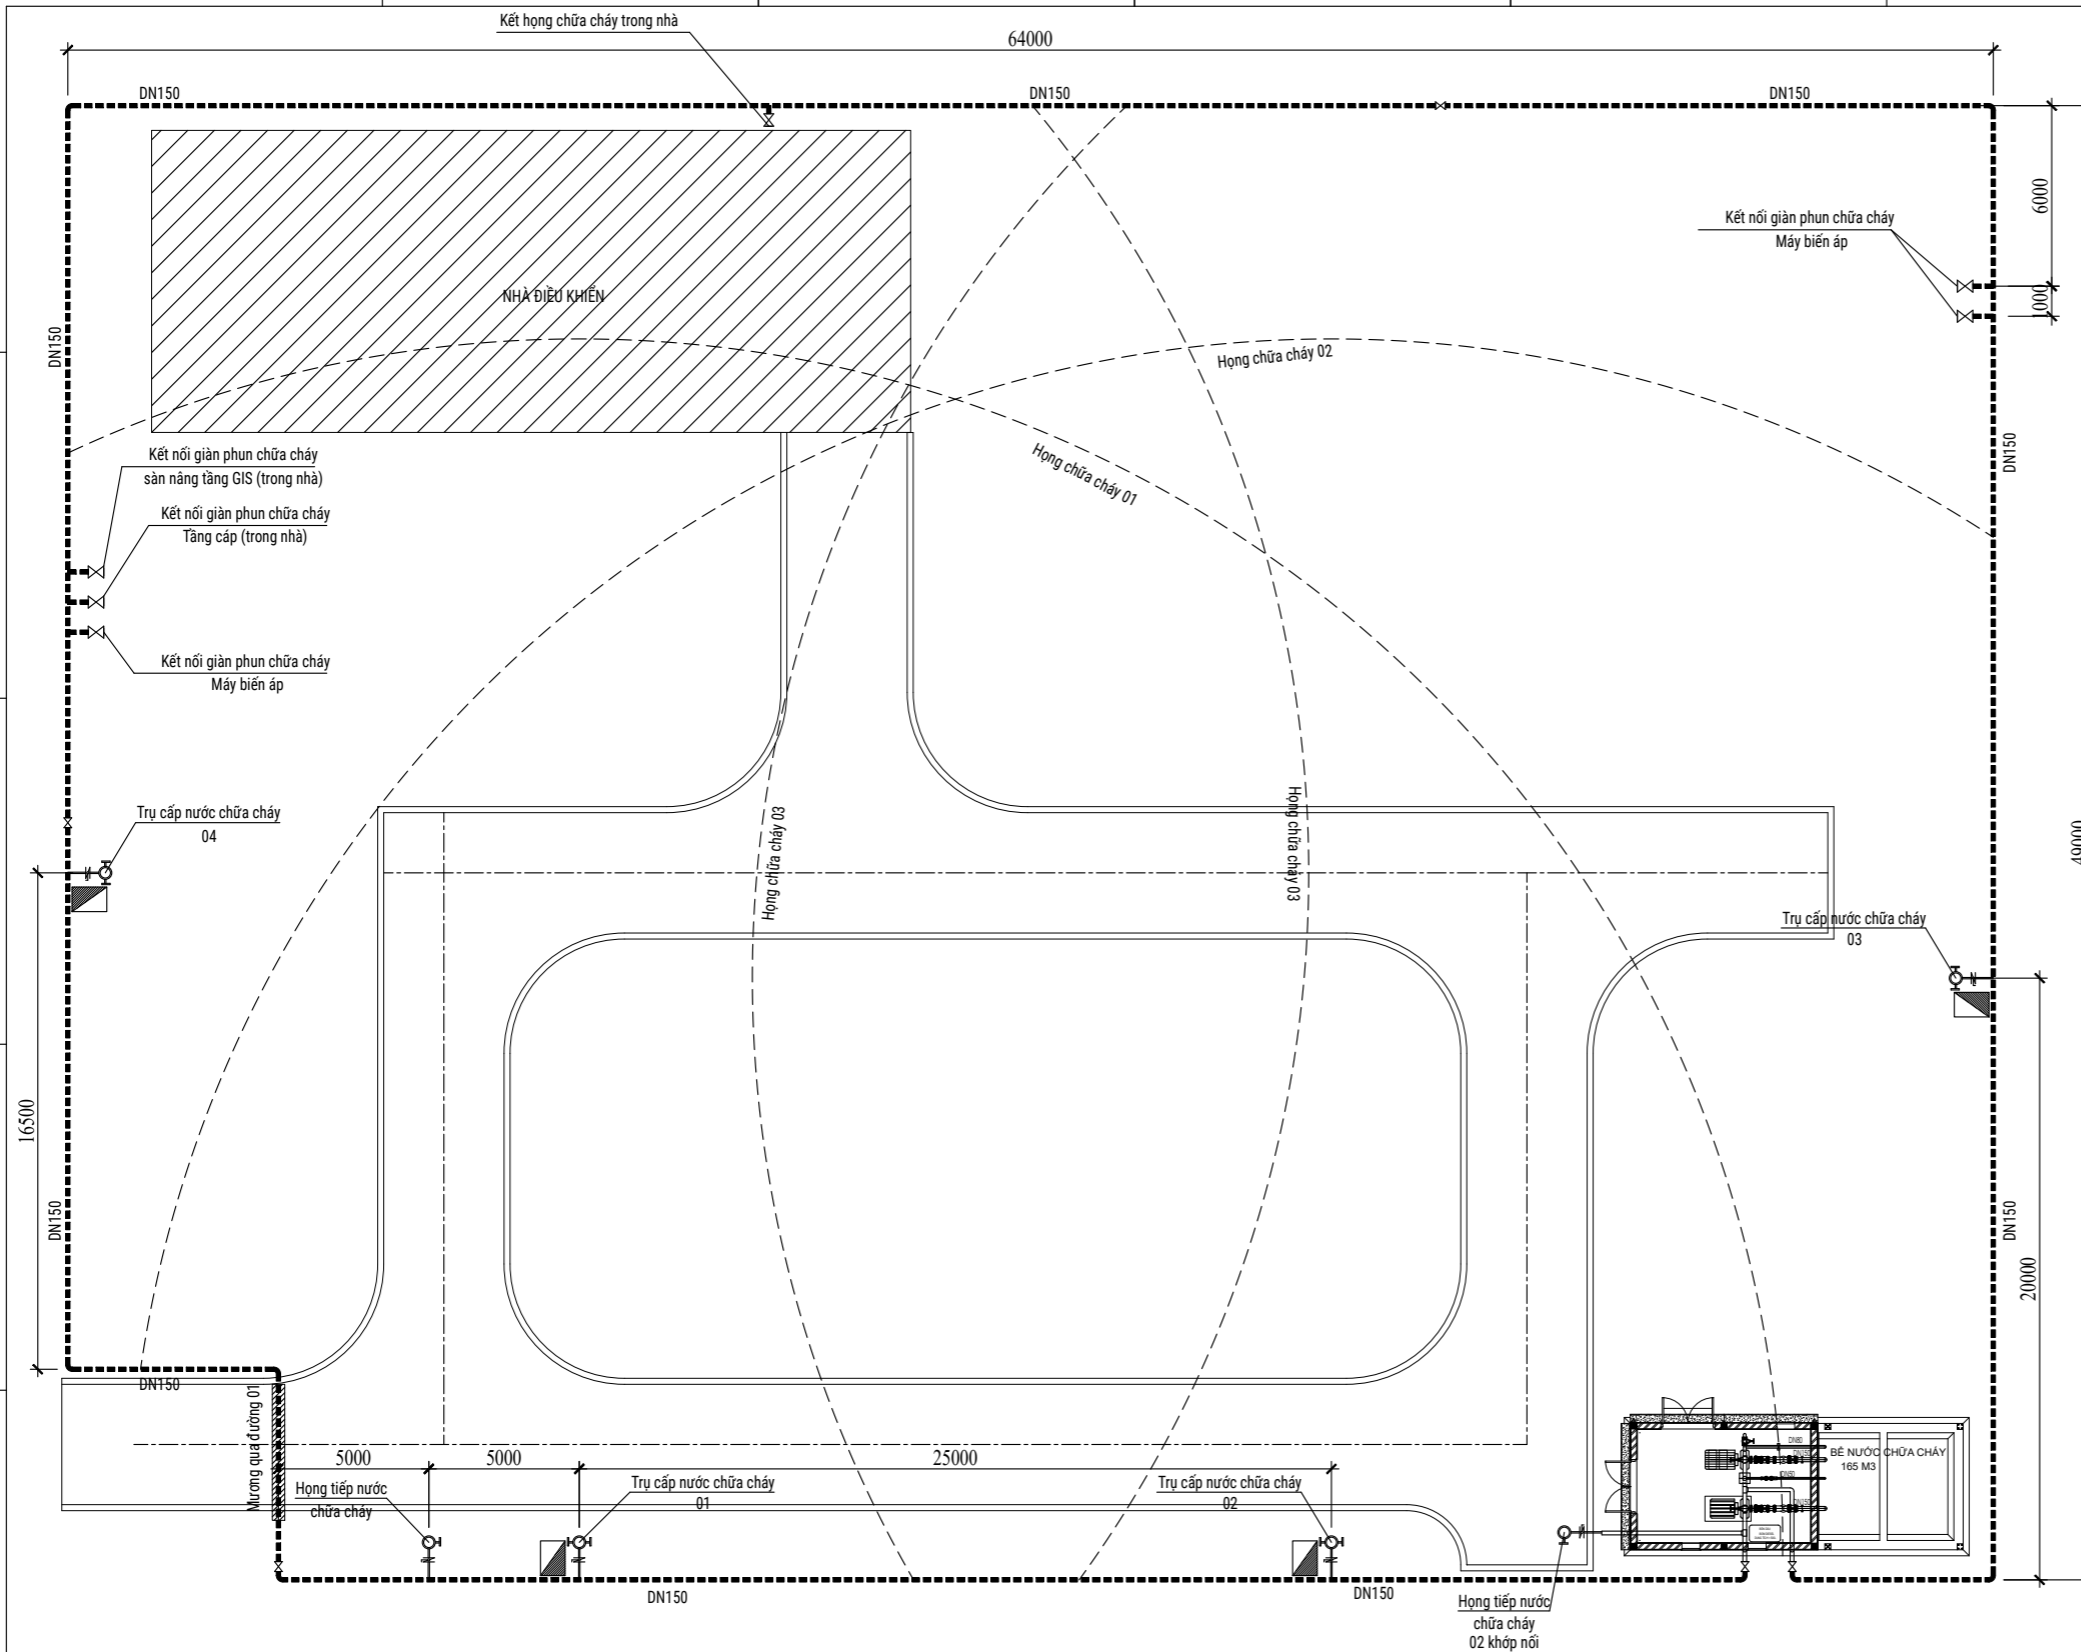 Kết họng chữa cháy trong nhà
64000
DN150
DN150
DN150
6000
Kết nối giàn phun chữa cháy
Máy biến áp
1000
NHÀ ĐIỀU KHIỂN
DN150
Họng chữa cháy 02
Họng chữa cháy 01
DN150
Kết nối giàn phun chữa cháy
sàn nâng tầng GIS (trong nhà)
Kết nối giàn phun chữa cháy
Tầng cáp (trong nhà)
Kết nối giàn phun chữa cháy
Máy biến áp
Trụ cấp nước chữa cháy
04
Họng chữa cháy 03
Họng chữa cháy 03
49000
Trụ cấp nước chữa cháy
03
16500
DN150
DN150
20000
DN150
Mương qua đường 01
5000
5000
25000
Họng tiếp nước
chữa cháy
Trụ cấp nước chữa cháy
01
Trụ cấp nước chữa cháy
02
DN80
DN150
DN50
DN150
BỂ NƯỚC CHỮA CHÁY
165 M3
DN150
DN150
Họng tiếp nước
chữa cháy
02 khớp nối